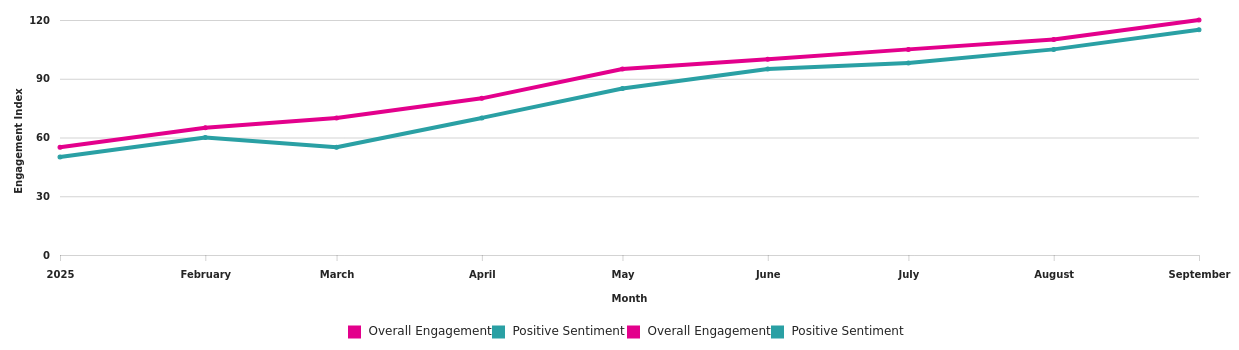 120
90
60
30
0
Engagement Index
2025 February March April May June July August September
Month
Overall Engagement Positive Sentiment Overall Engagement Positive Sentiment